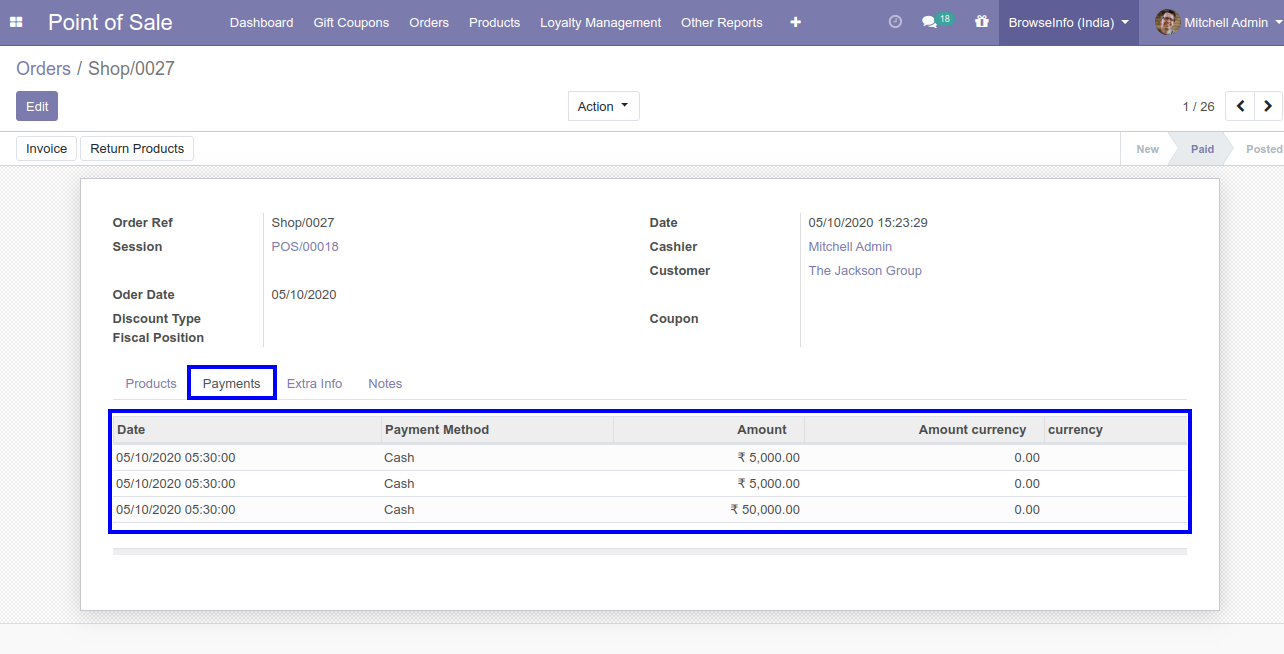 Point of Sale Dashboard Gift Coupons Orders Products Loyalty Management Other Reports + 18 BrowseInfo (India) Mitchell Admin
Orders / Shop/0027
Edit Action 1 / 26
Invoice Return Products New Paid Posted
Order Ref Shop/0027 Date 05/10/2020 15:23:29
Session POS/00018 Cashier Mitchell Admin
Customer The Jackson Group
Oder Date 05/10/2020
Discount Type Coupon
Fiscal Position
Products Payments Extra Info Notes
Date Payment Method Amount Amount currency currency
05/10/2020 05:30:00 Cash ₹ 5,000.00 0.00
05/10/2020 05:30:00 Cash ₹ 5,000.00 0.00
05/10/2020 05:30:00 Cash ₹ 50,000.00 0.00